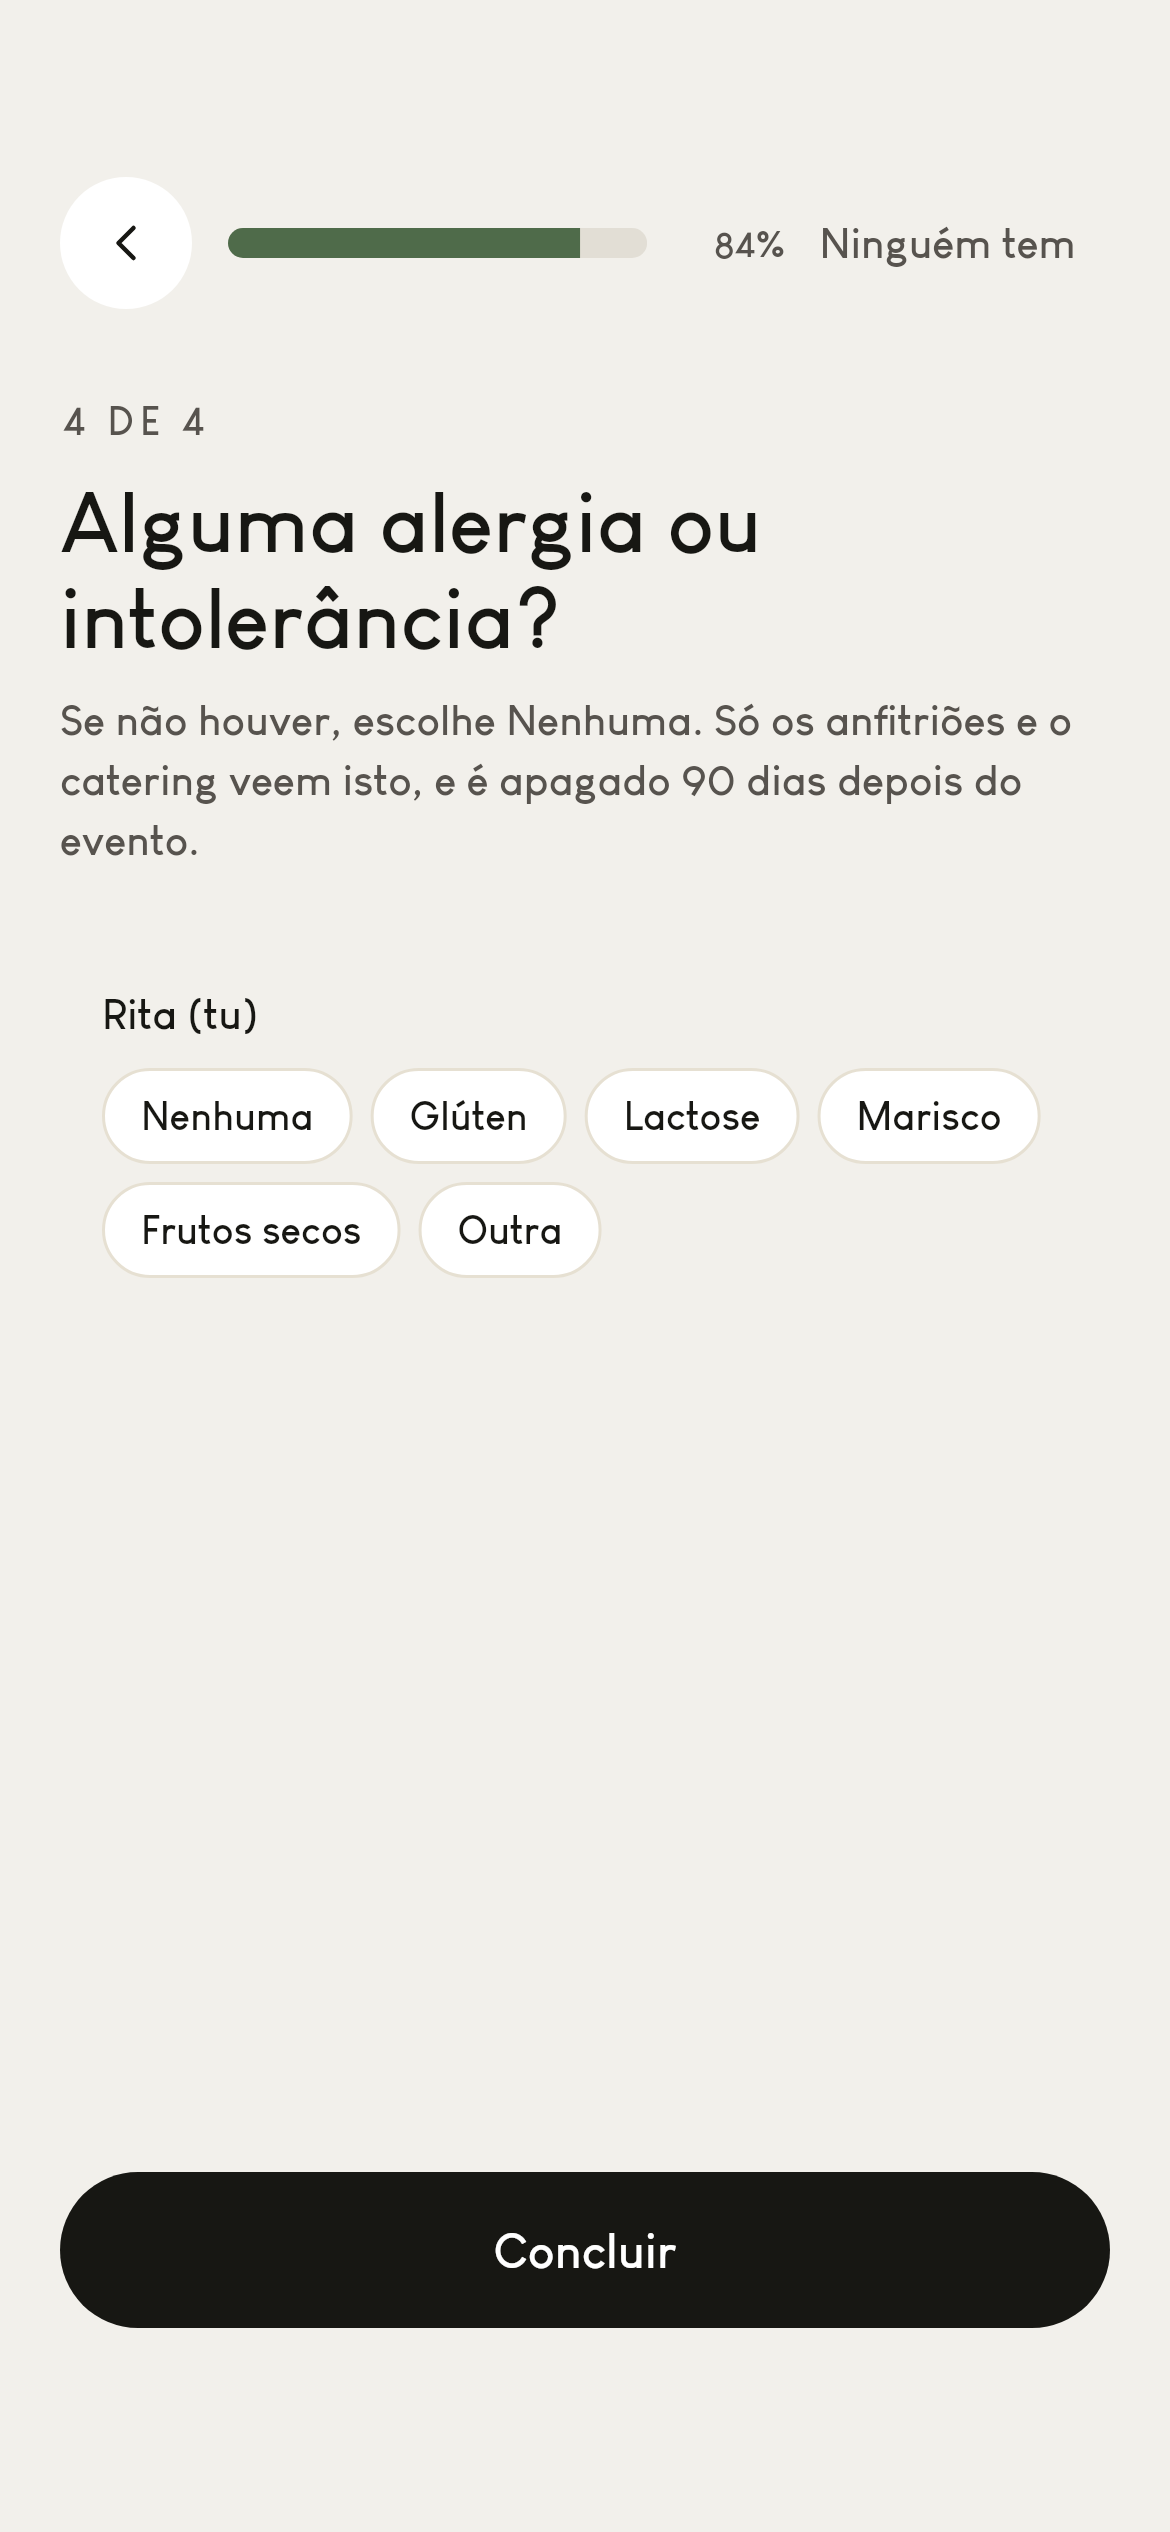 84% Ninguém tem
4 DE 4
Alguma alergia ou
intolerância?
Se não houver, escolhe Nenhuma. Só os anfitriões e o
catering veem isto, e é apagado 90 dias depois do
evento.
Rita (tu)
Nenhuma Glúten Lactose Marisco
Frutos secos Outra
Concluir